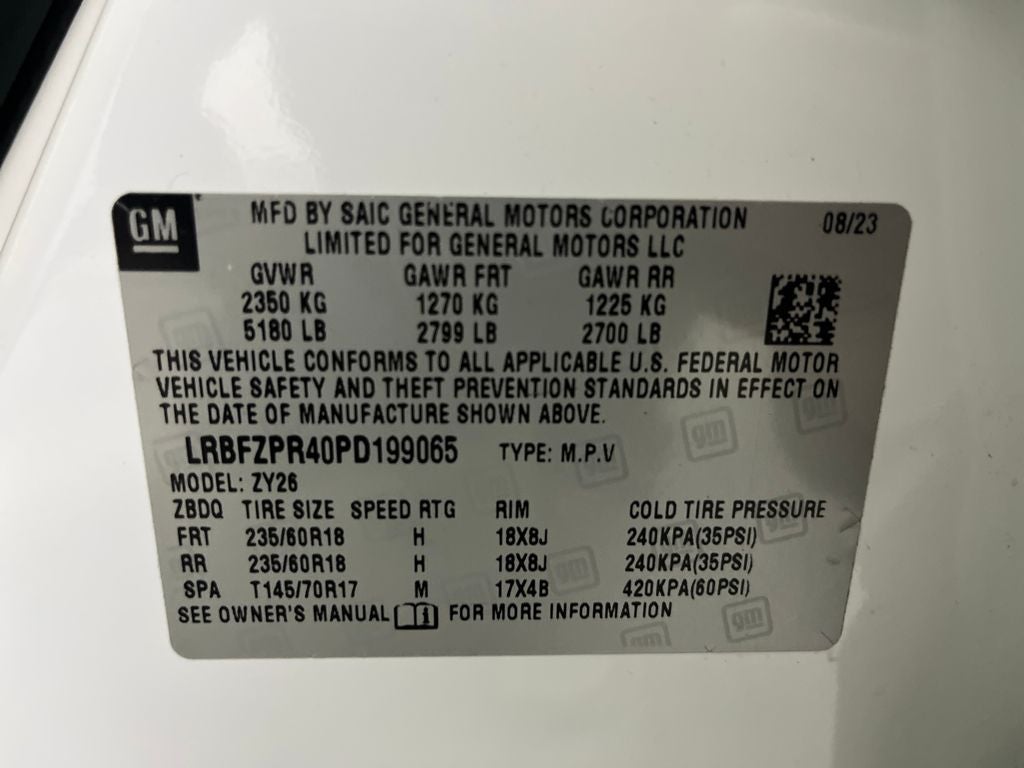 GM
MFD BY SAIC GENERAL MOTORS CORPORATION 08/23
LIMITED FOR GENERAL MOTORS LLC
GVWR GAWR FRT GAWR RR
2350 KG 1270 KG 1225 KG
5180 LB 2799 LB 2700 LB
THIS VEHICLE CONFORMS TO ALL APPLICABLE U.S. FEDERAL MOTOR
VEHICLE SAFETY AND THEFT PREVENTION STANDARDS IN EFFECT ON
THE DATE OF MANUFACTURE SHOWN ABOVE.
LRBFZPR40PD199065 TYPE: M.P.V
MODEL: ZY26
ZBDQ TIRE SIZE SPEED RTG RIM COLD TIRE PRESSURE
FRT 235/60R18 H 18X8J 240KPA(35PSI)
RR 235/60R18 H 18X8J 240KPA(35PSI)
SPA T145/70R17 M 17X4B 420KPA(60PSI)
SEE OWNER'S MANUAL i FOR MORE INFORMATION